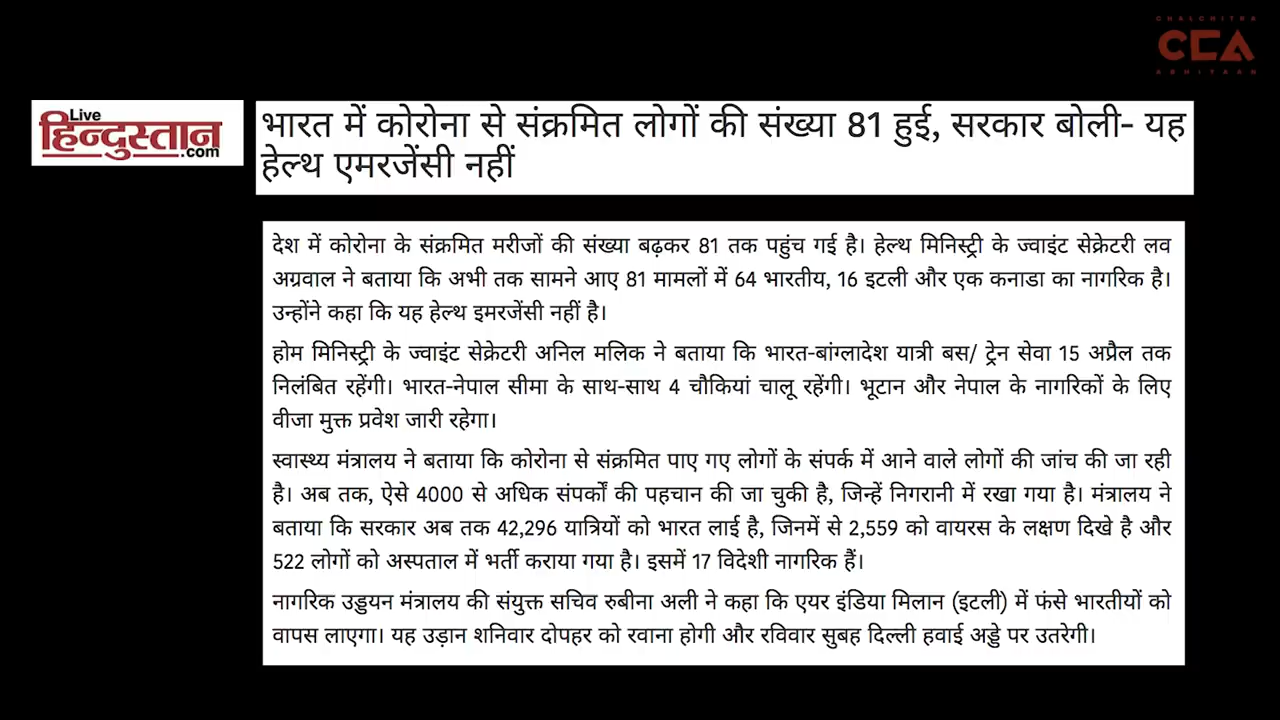 CHALCHITRA
CCA
ABHIYAAN
Live
हिन्दुस्तान
.com
भारत में कोरोना से संक्रमित लोगों की संख्या 81 हुई, सरकार बोली- यह
हेल्थ एमरजेंसी नहीं
देश में कोरोना के संक्रमित मरीजों की संख्या बढ़कर 81 तक पहुंच गई है। हेल्थ मिनिस्ट्री के ज्वाइंट सेक्रेटरी लव
अग्रवाल ने बताया कि अभी तक सामने आए 81 मामलों में 64 भारतीय, 16 इटली और एक कनाडा का नागरिक है।
उन्होंने कहा कि यह हेल्थ इमरजेंसी नहीं है।
होम मिनिस्ट्री के ज्वाइंट सेक्रेटरी अनिल मलिक ने बताया कि भारत-बांग्लादेश यात्री बस/ ट्रेन सेवा 15 अप्रैल तक
निलंबित रहेंगी। भारत-नेपाल सीमा के साथ-साथ 4 चौकियां चालू रहेंगी। भूटान और नेपाल के नागरिकों के लिए
वीजा मुक्त प्रवेश जारी रहेगा।
स्वास्थ्य मंत्रालय ने बताया कि कोरोना से संक्रमित पाए गए लोगों के संपर्क में आने वाले लोगों की जांच की जा रही
है। अब तक, ऐसे 4000 से अधिक संपर्कों की पहचान की जा चुकी है, जिन्हें निगरानी में रखा गया है। मंत्रालय ने
बताया कि सरकार अब तक 42,296 यात्रियों को भारत लाई है, जिनमें से 2,559 को वायरस के लक्षण दिखे है और
522 लोगों को अस्पताल में भर्ती कराया गया है। इसमें 17 विदेशी नागरिक हैं।
नागरिक उड्डयन मंत्रालय की संयुक्त सचिव रुबीना अली ने कहा कि एयर इंडिया मिलान (इटली) में फंसे भारतीयों को
वापस लाएगा। यह उड़ान शनिवार दोपहर को रवाना होगी और रविवार सुबह दिल्ली हवाई अड्डे पर उतरेगी।